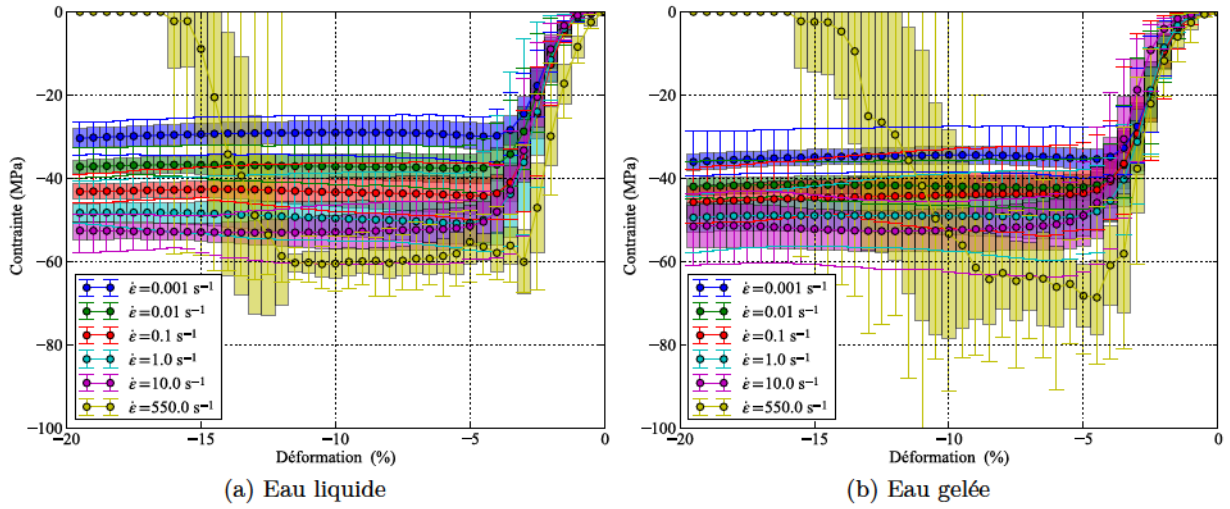 0
−20
−40
−60
−80
−100
−20
−15
−10
−5
0
Contrainte (MPa)
Déformation (%)
ε̇=0.001 s⁻¹
ε̇=0.01 s⁻¹
ε̇=0.1 s⁻¹
ε̇=1.0 s⁻¹
ε̇=10.0 s⁻¹
ε̇=550.0 s⁻¹
(a) Eau liquide
0
−20
−40
−60
−80
−100
−20
−15
−10
−5
0
Contrainte (MPa)
Déformation (%)
ε̇=0.001 s⁻¹
ε̇=0.01 s⁻¹
ε̇=0.1 s⁻¹
ε̇=1.0 s⁻¹
ε̇=10.0 s⁻¹
ε̇=550.0 s⁻¹
(b) Eau gelée